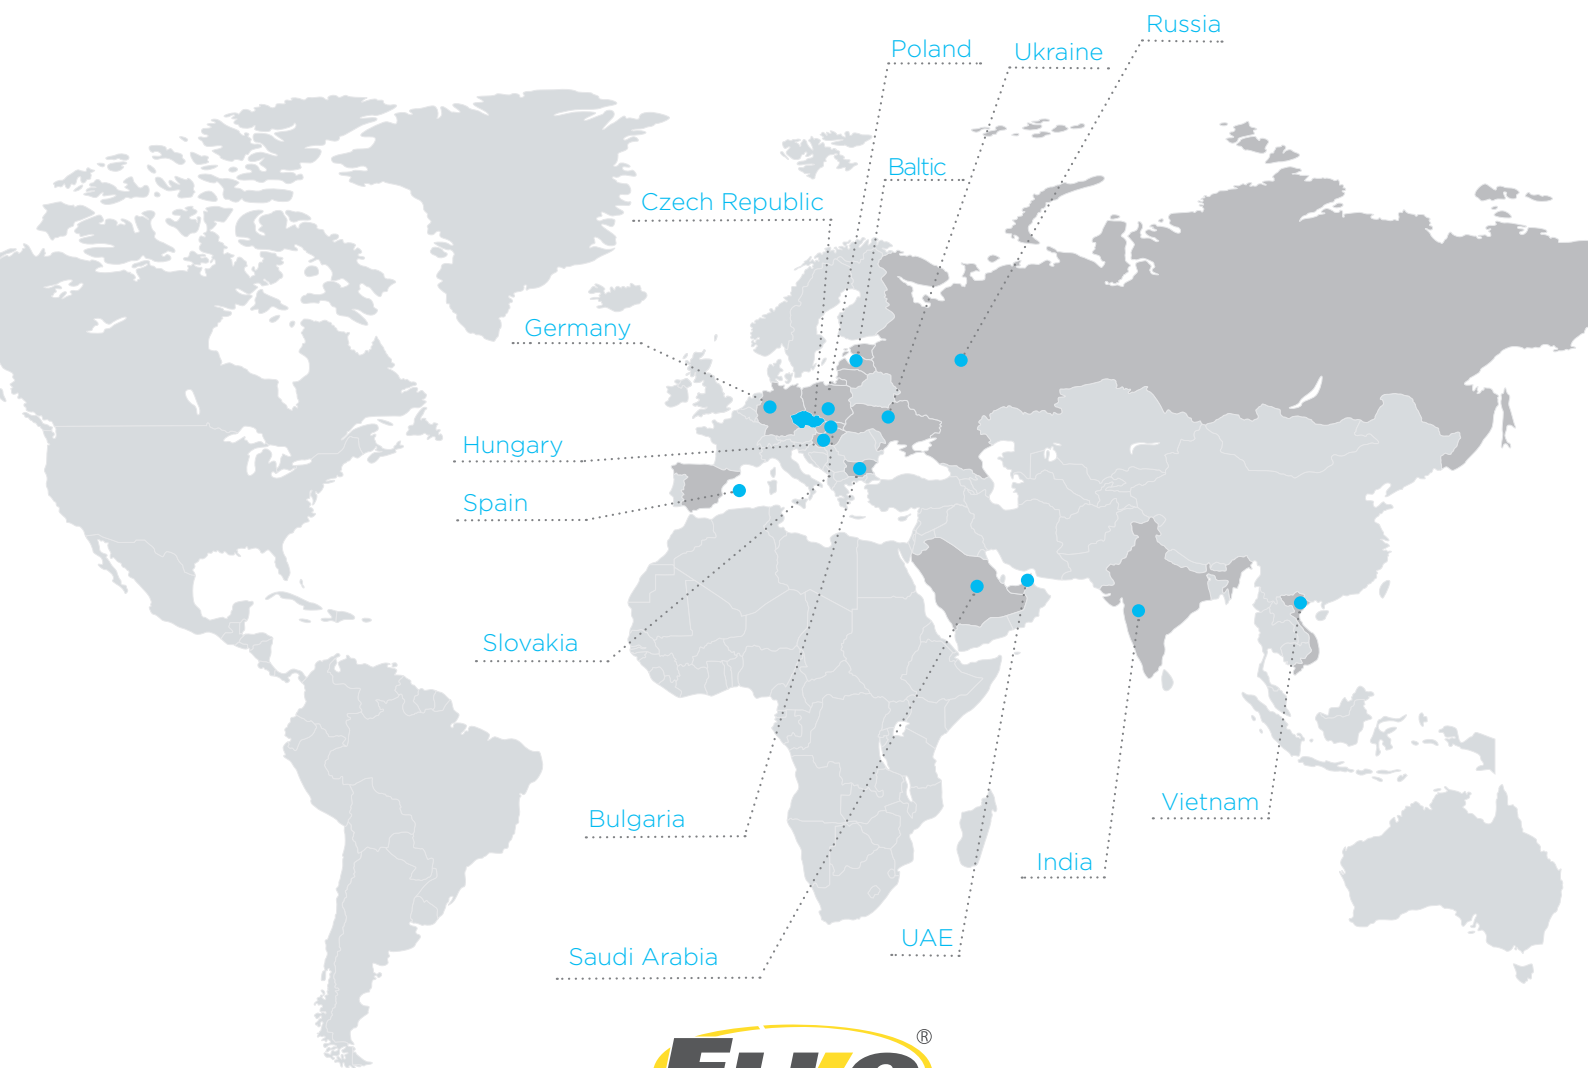 Russia
Poland
Ukraine
Baltic
Czech Republic
Germany
Hungary
Spain
Slovakia
Vietnam
Bulgaria
India
UAE
Saudi Arabia
®